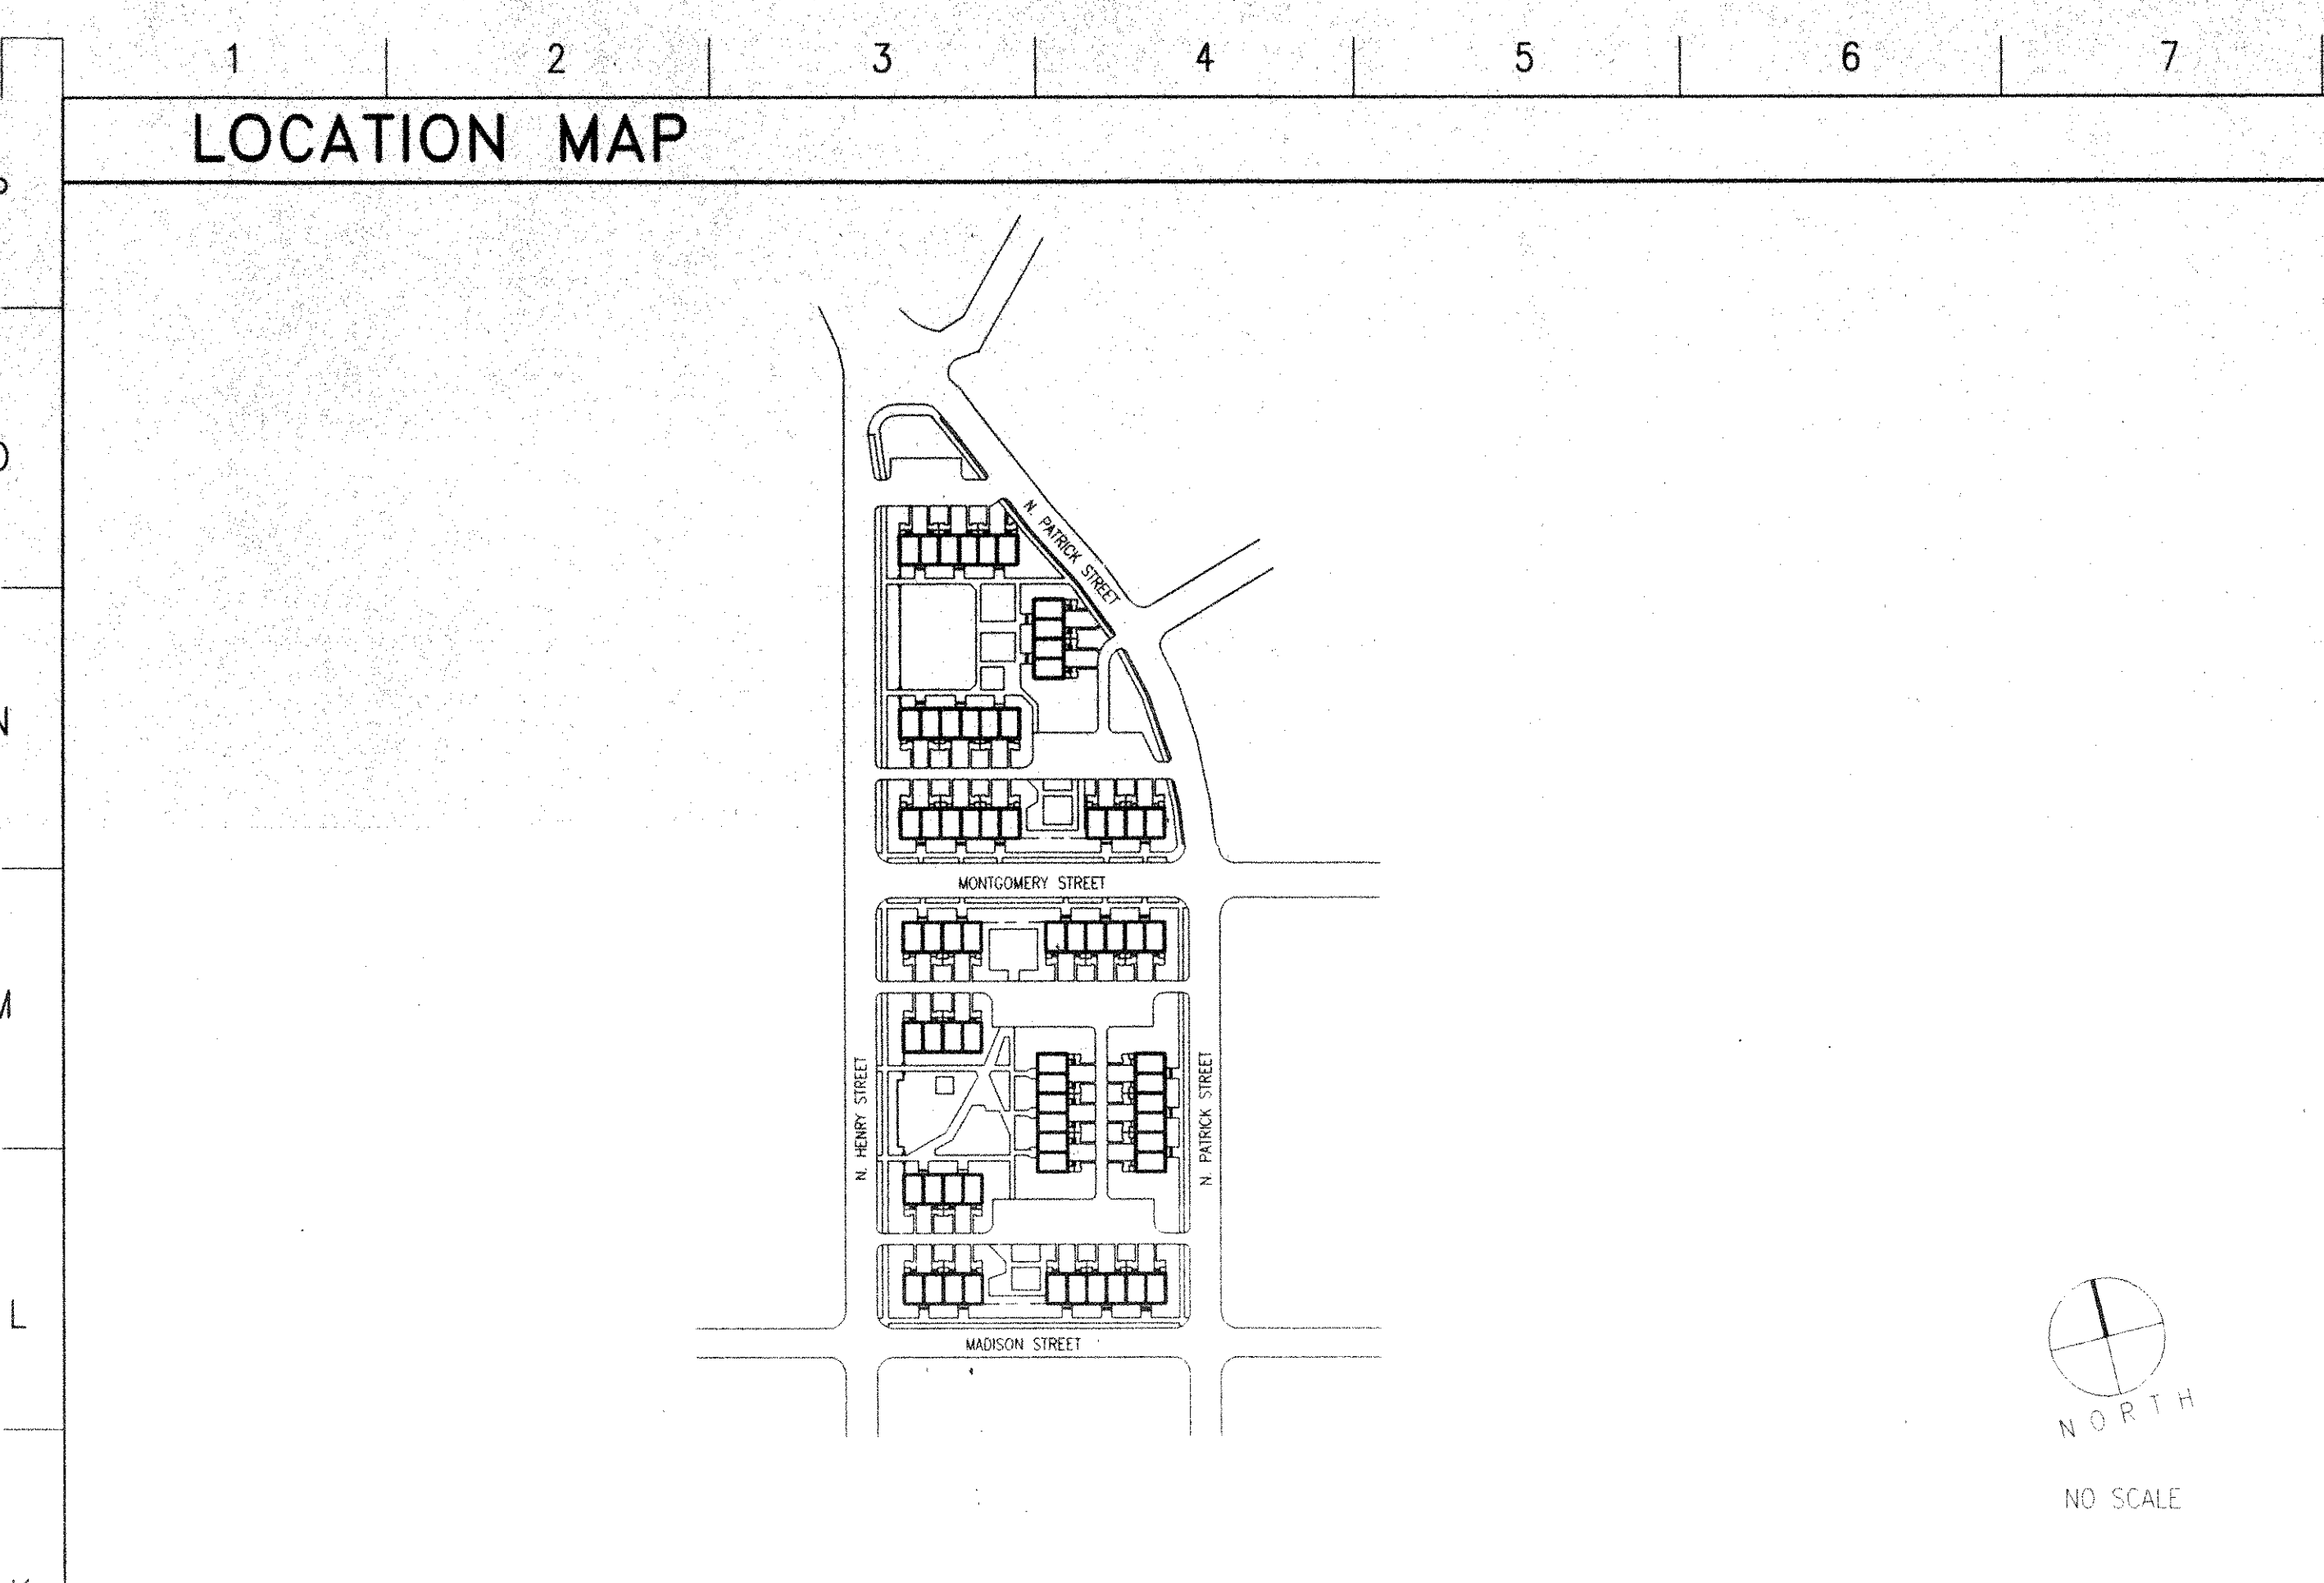 1 2 3 4 5 6 7
LOCATION MAP
N. PATRICK STREET
N
MONTGOMERY STREET
M
N. HENRY STREET
N. PATRICK STREET
L
MADISON STREET
NORTH
NO SCALE